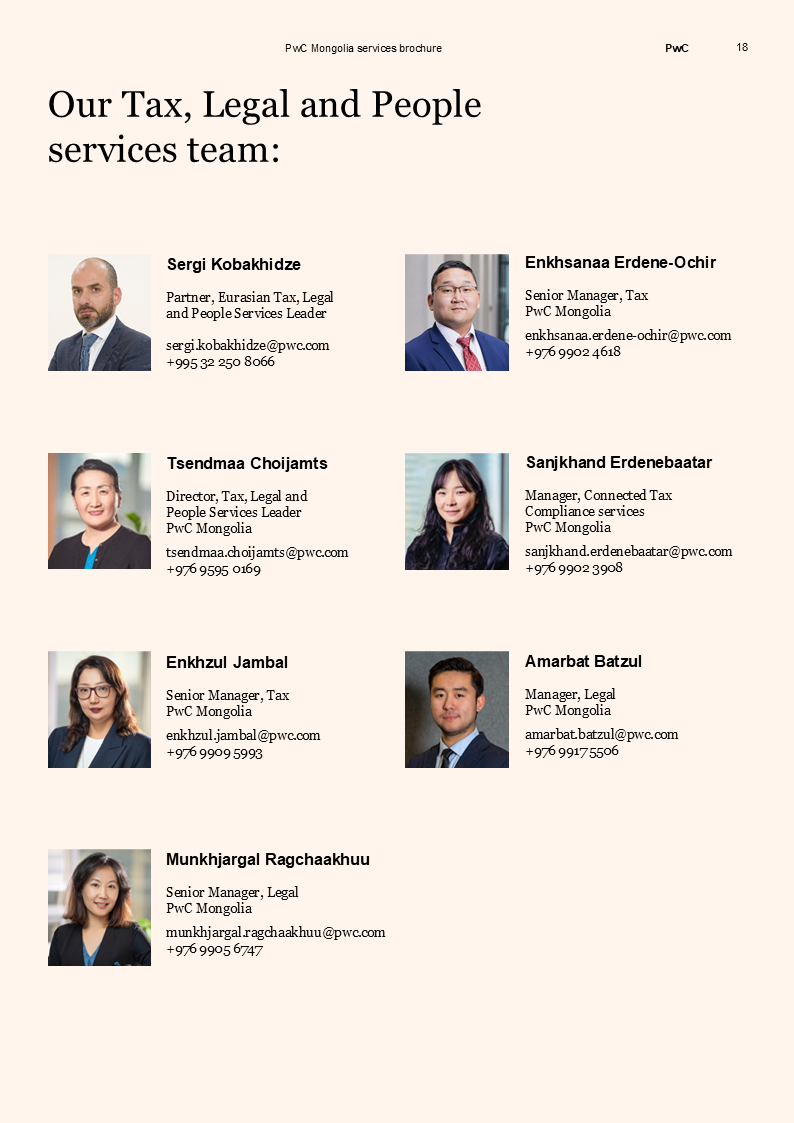 PwC Mongolia services brochure
PwC
18
Our Tax, Legal and People
services team:
Sergi Kobakhidze
Partner, Eurasian Tax, Legal
and People Services Leader
sergi.kobakhidze@pwc.com
+995 32 250 8066
Enkhsanaa Erdene-Ochir
Senior Manager, Tax
PwC Mongolia
enkhsanaa.erdene-ochir@pwc.com
+976 9902 4618
Tsendmaa Choijamts
Director, Tax, Legal and
People Services Leader
PwC Mongolia
tsendmaa.choijamts@pwc.com
+976 9595 0169
Sanjkhand Erdenebaatar
Manager, Connected Tax
Compliance services
PwC Mongolia
sanjkhand.erdenebaatar@pwc.com
+976 9902 3908
Enkhzul Jambal
Senior Manager, Tax
PwC Mongolia
enkhzul.jambal@pwc.com
+976 9909 5993
Amarbat Batzul
Manager, Legal
PwC Mongolia
amarbat.batzul@pwc.com
+976 9917 5506
Munkhjargal Ragchaakhuu
Senior Manager, Legal
PwC Mongolia
munkhjargal.ragchaakhuu@pwc.com
+976 9905 6747